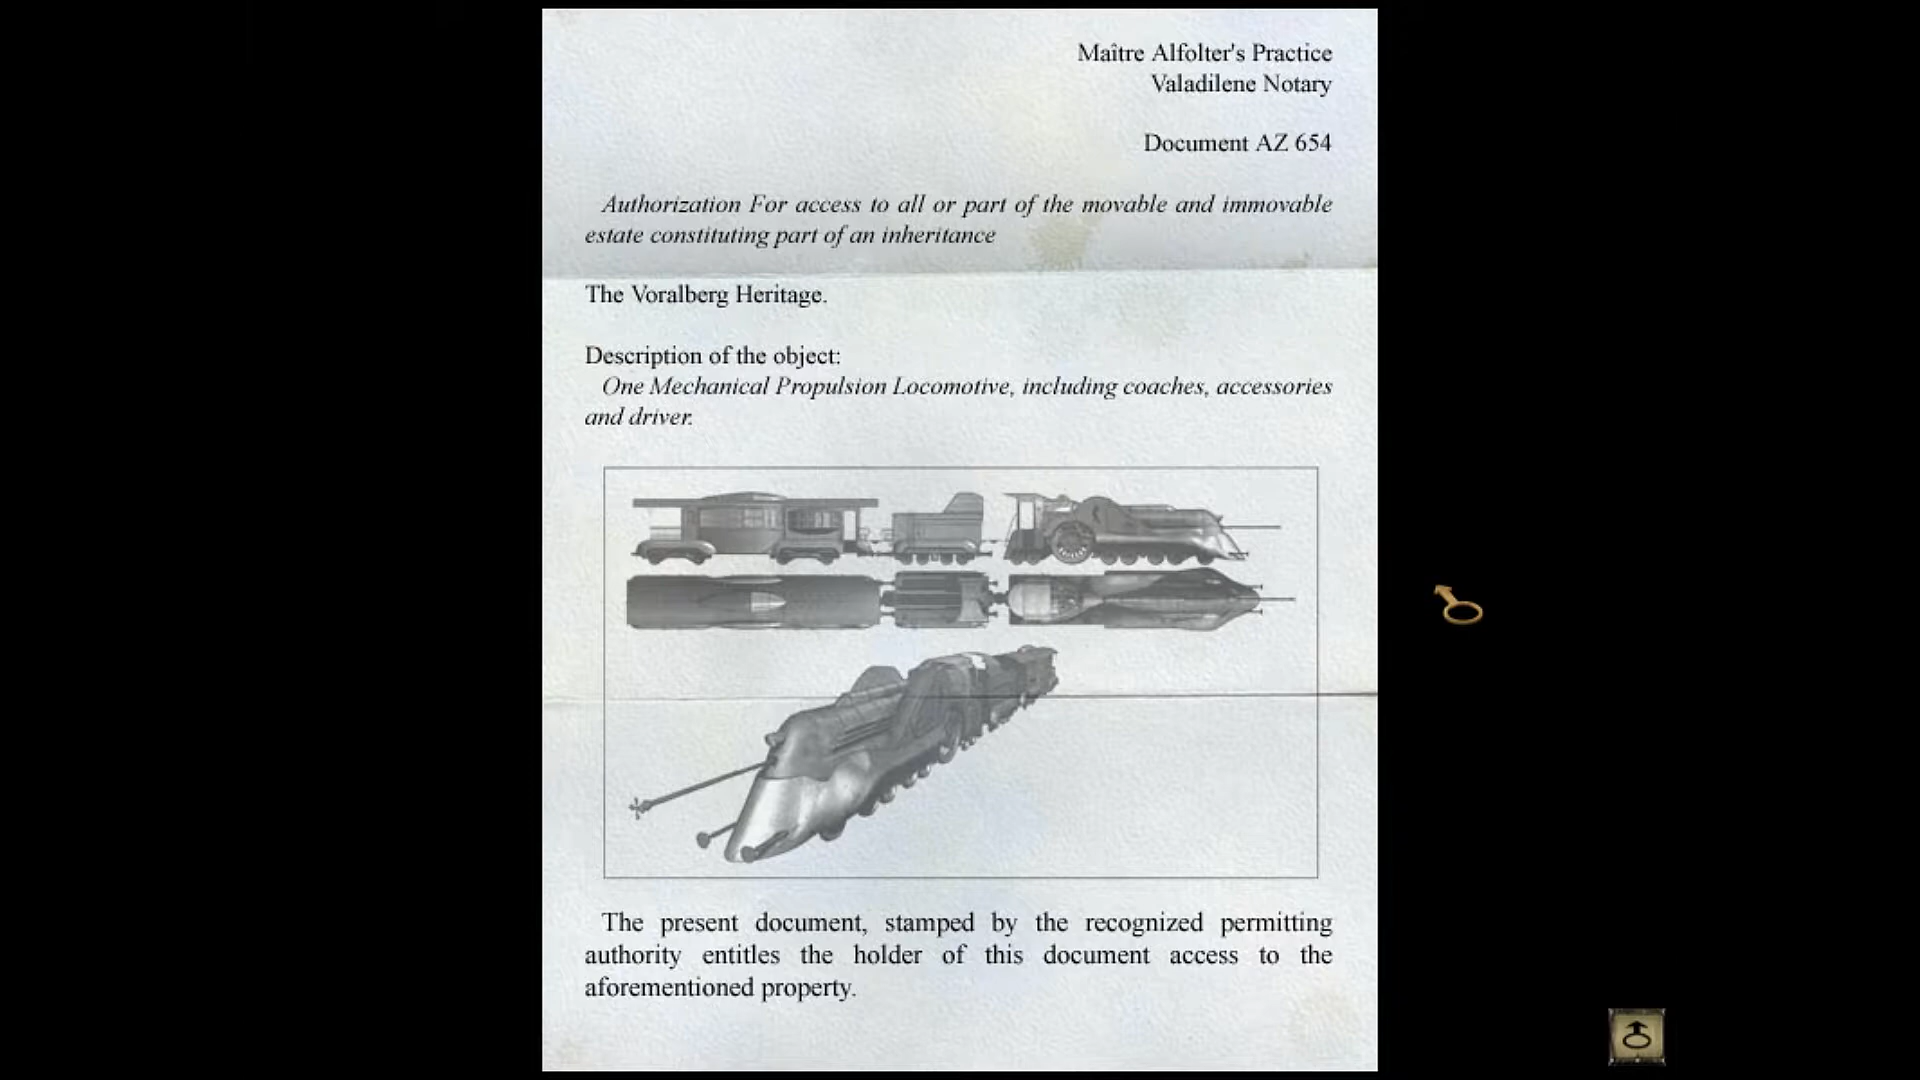 Maître Alfolter's Practice
Valadilene Notary
Document AZ 654
Authorization For access to all or part of the movable and immovable
estate constituting part of an inheritance
The Voralberg Heritage.
Description of the object:
One Mechanical Propulsion Locomotive, including coaches, accessories
and driver.
The present document, stamped by the recognized permitting
authority entitles the holder of this document access to the
aforementioned property.